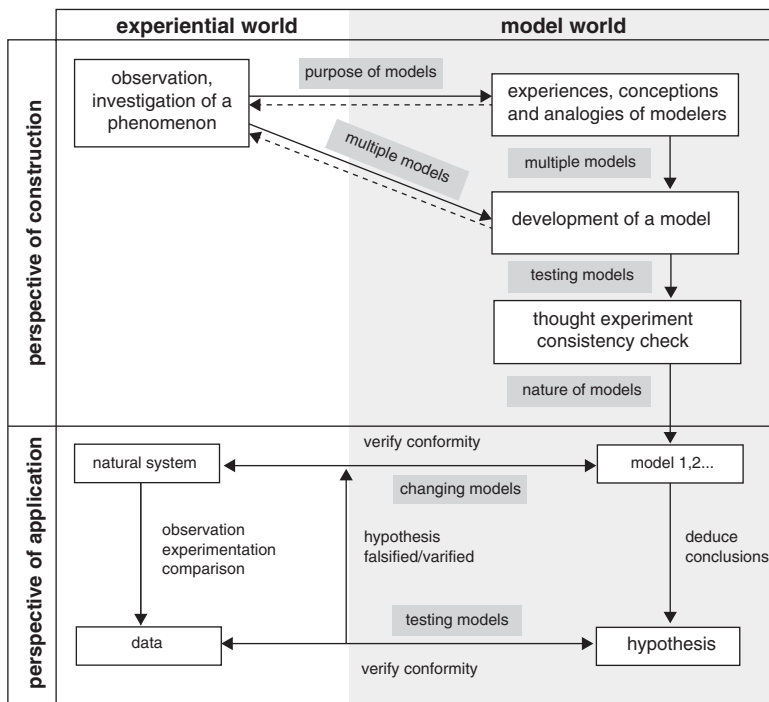 experiential world
model world
perspective of construction
observation,
investigation of a
phenomenon
purpose of models
experiences, conceptions
and analogies of modelers
multiple models
multiple models
development of a model
testing models
thought experiment
consistency check
nature of models
perspective of application
verify conformity
natural system
model 1,2...
changing models
observation
experimentation
comparison
hypothesis
falsified/varified
deduce
conclusions
testing models
data
hypothesis
verify conformity